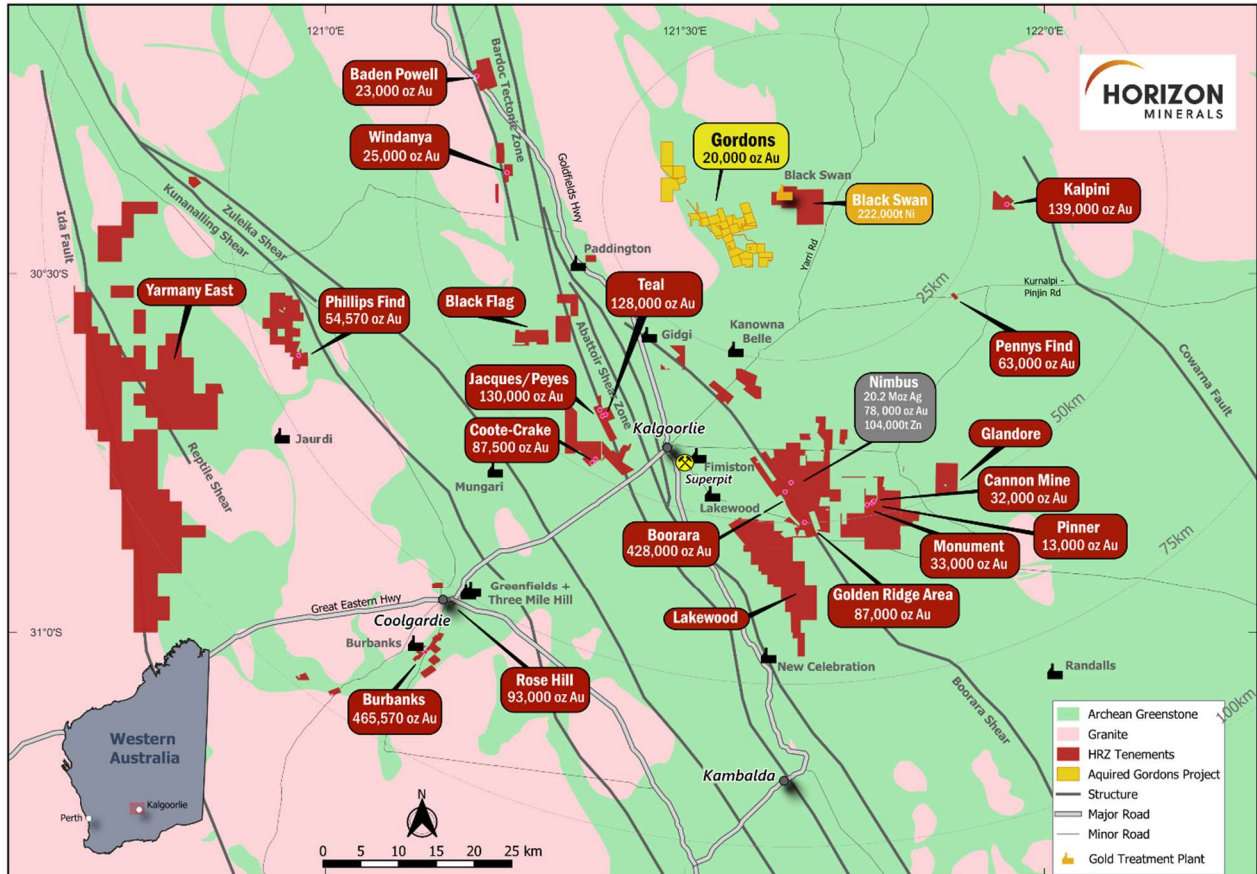 121°0'E
121°30'E
122°0'E
HORIZON
MINERALS
Baden Powell
23,000 oz Au
Bardoc Tectonic Zone
Windanya
25,000 oz Au
Goldfields Hwy
Gordons
20,000 oz Au
Black Swan
Black Swan
222,000t Ni
Kalpini
139,000 oz Au
Ida Fault
Kunanalling Shear
Zuleika Shear
Paddington
Yarri Rd
25km
Kurnalpi -
Pinjin Rd
30°30'S
Yarmany East
Phillips Find
54,570 oz Au
Black Flag
Teal
128,000 oz Au
Gidgi
Kanowna
Belle
Pennys Find
63,000 oz Au
Cowarna Fault
Abattoir Shear Zone
Jacques/Peyes
130,000 oz Au
Nimbus
20.2 Moz Ag
78, 000 oz Au
104,000t Zn
50km
Coote-Crake
87,500 oz Au
Kalgoorlie
Glandore
Jaurdi
Reptile Shear
Mungari
Fimiston
Superpit
Lakewood
Cannon Mine
32,000 oz Au
Boorara
428,000 oz Au
Pinner
13,000 oz Au
75km
Monument
33,000 oz Au
Greenfields +
Three Mile Hill
Golden Ridge Area
87,000 oz Au
Great Eastern Hwy
Coolgardie
Lakewood
31°0'S
Burbanks
New Celebration
Randalls
Rose Hill
93,000 oz Au
Burbanks
465,570 oz Au
Boorara Shear
100km
Western
Australia
Kalgoorlie
Perth
Kambalda
N
0 5 10 15 20 25 km
Archean Greenstone
Granite
HRZ Tenements
Aquired Gordons Project
Structure
Major Road
Minor Road
Gold Treatment Plant